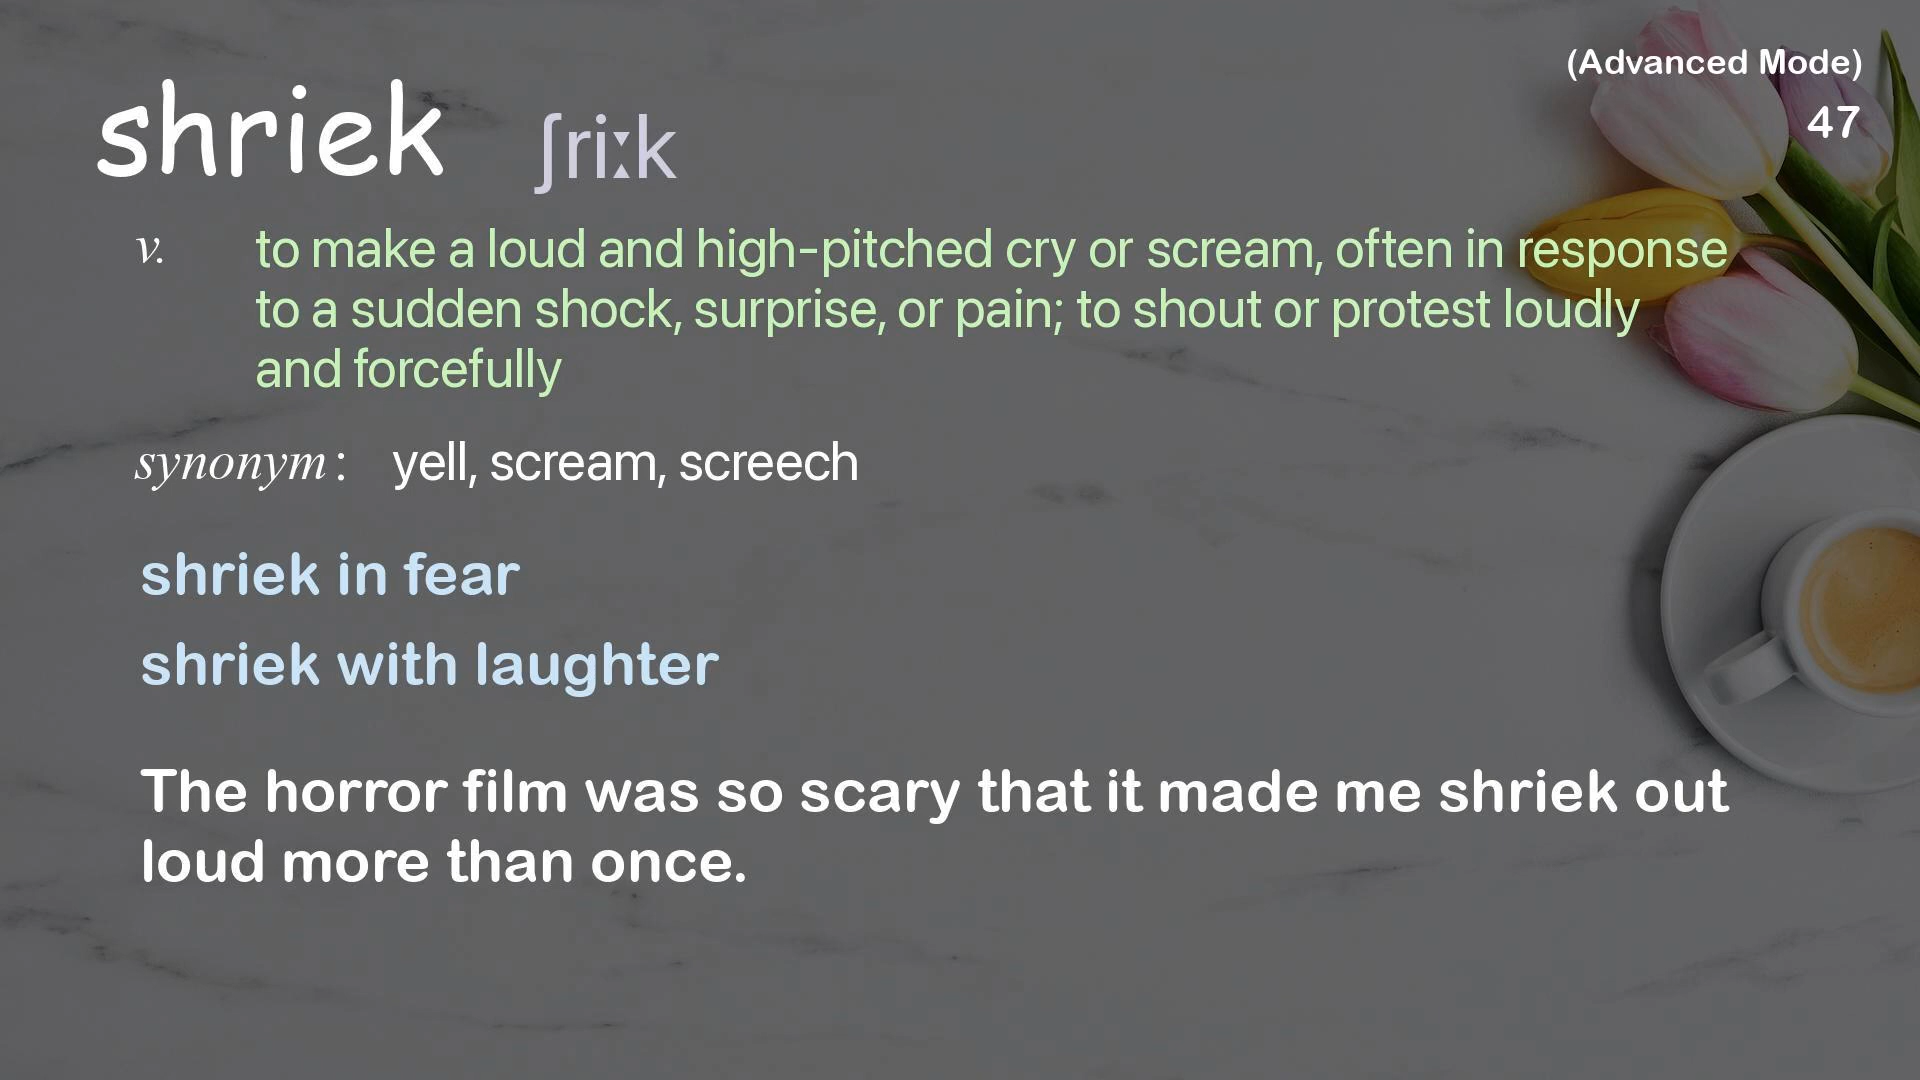 (Advanced Mode)
47
shriek ʃriːk
v. to make a loud and high-pitched cry or scream, often in response
to a sudden shock, surprise, or pain; to shout or protest loudly
and forcefully
synonym: yell, scream, screech
shriek in fear
shriek with laughter
The horror film was so scary that it made me shriek out
loud more than once.